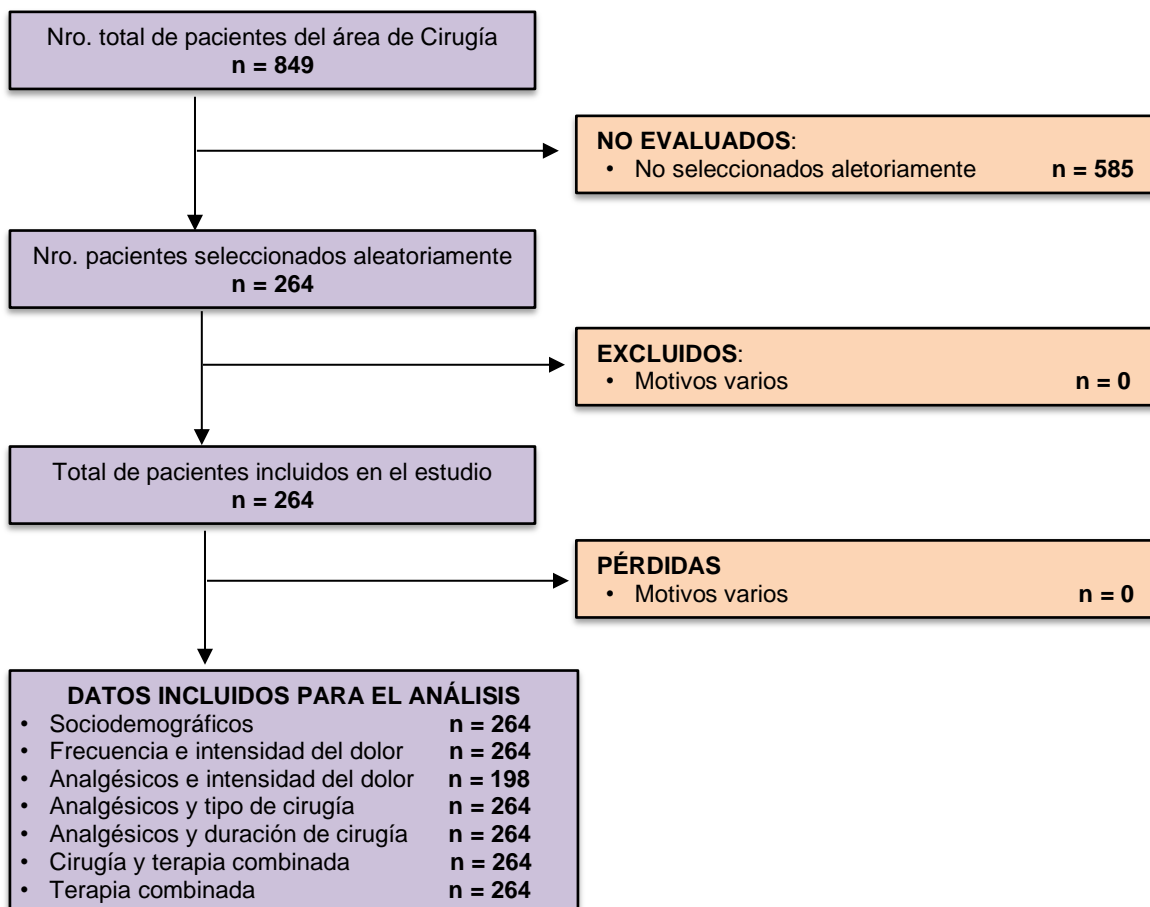 Nro. total de pacientes del área de Cirugía
n = 849
NO EVALUADOS:
• No seleccionados aletoriamente n = 585
Nro. pacientes seleccionados aleatoriamente
n = 264
EXCLUIDOS:
• Motivos varios n = 0
Total de pacientes incluidos en el estudio
n = 264
PÉRDIDAS
• Motivos varios n = 0
DATOS INCLUIDOS PARA EL ANÁLISIS
• Sociodemográficos n = 264
• Frecuencia e intensidad del dolor n = 264
• Analgésicos e intensidad del dolor n = 198
• Analgésicos y tipo de cirugía n = 264
• Analgésicos y duración de cirugía n = 264
• Cirugía y terapia combinada n = 264
• Terapia combinada n = 264